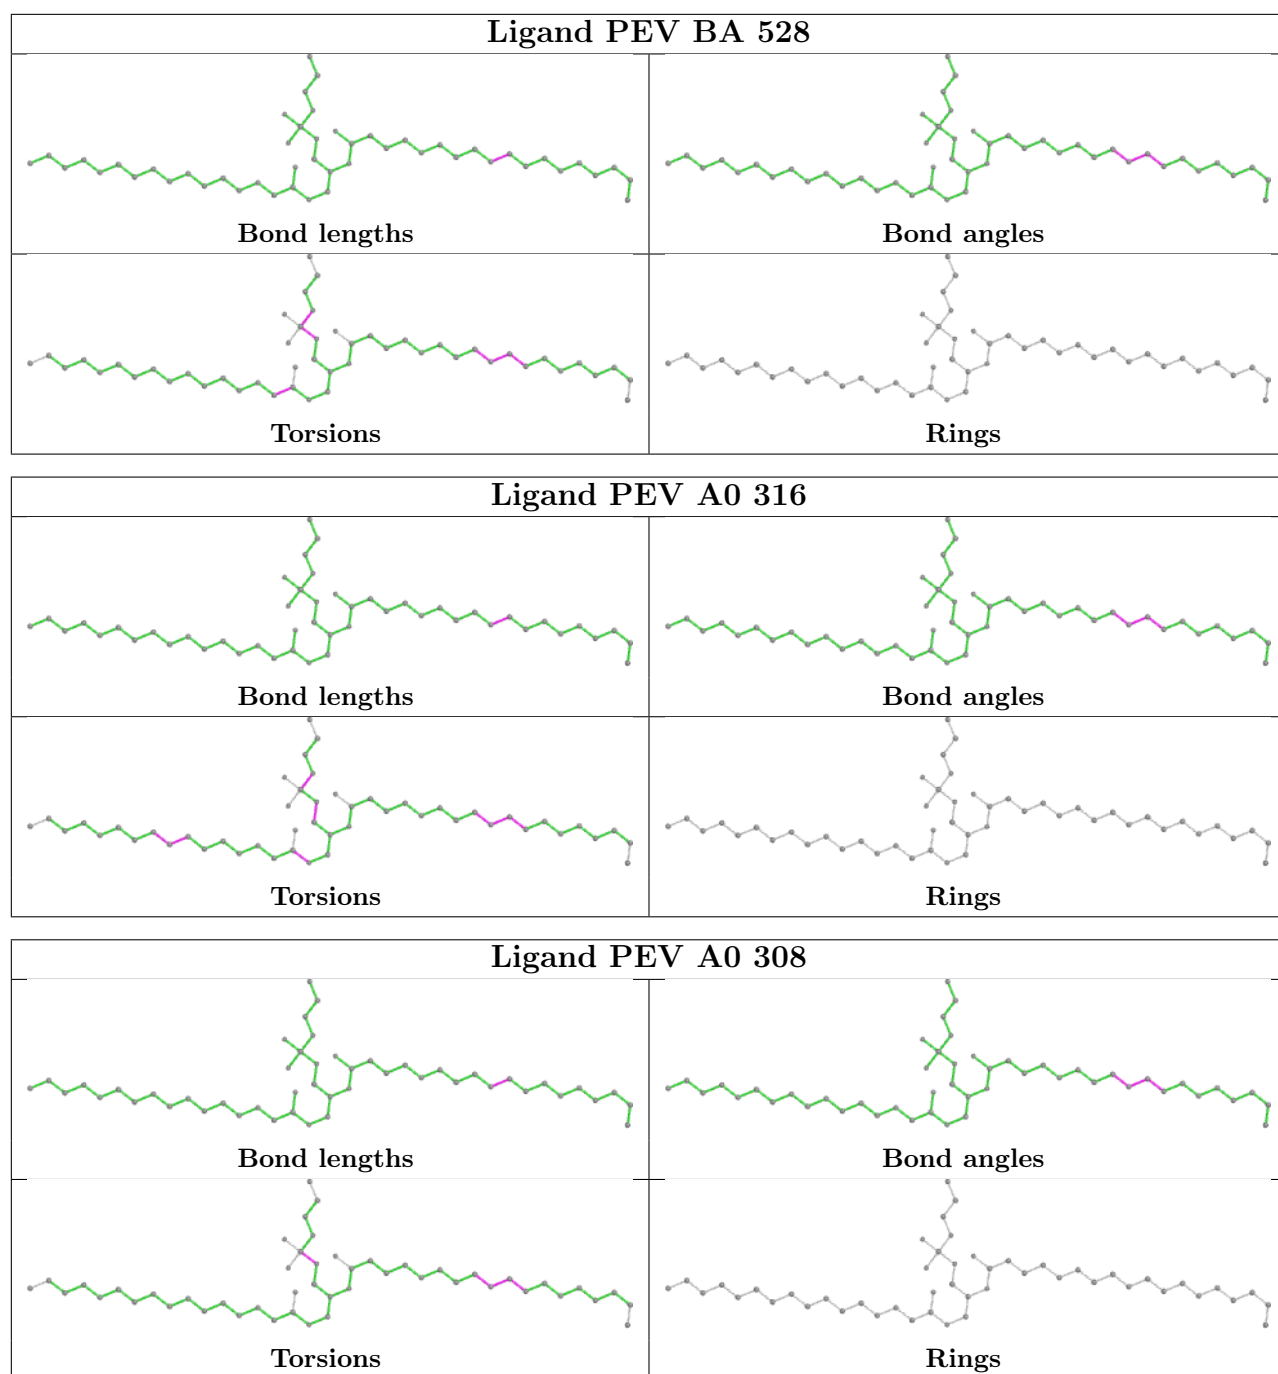 Ligand PEV BA 528
Bond lengths
Bond angles
Torsions
Rings
Ligand PEV A0 316
Bond lengths
Bond angles
Torsions
Rings
Ligand PEV A0 308
Bond lengths
Bond angles
Torsions
Rings